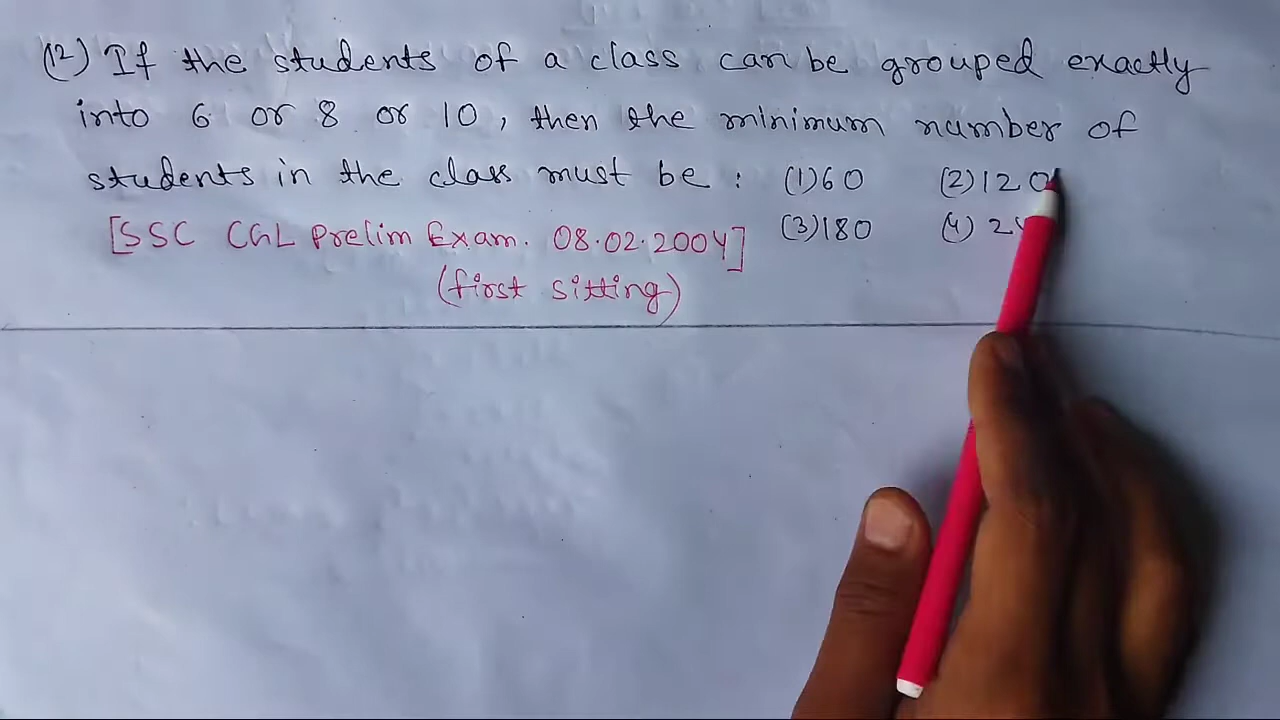 (12) If the students of a class can be grouped exactly
into 6 or 8 or 10, then the minimum number of
students in the class must be : (1) 60 (2) 120
[SSC CGL Prelim Exam. 08.02.2004] (3) 180 (4)
(first sitting)